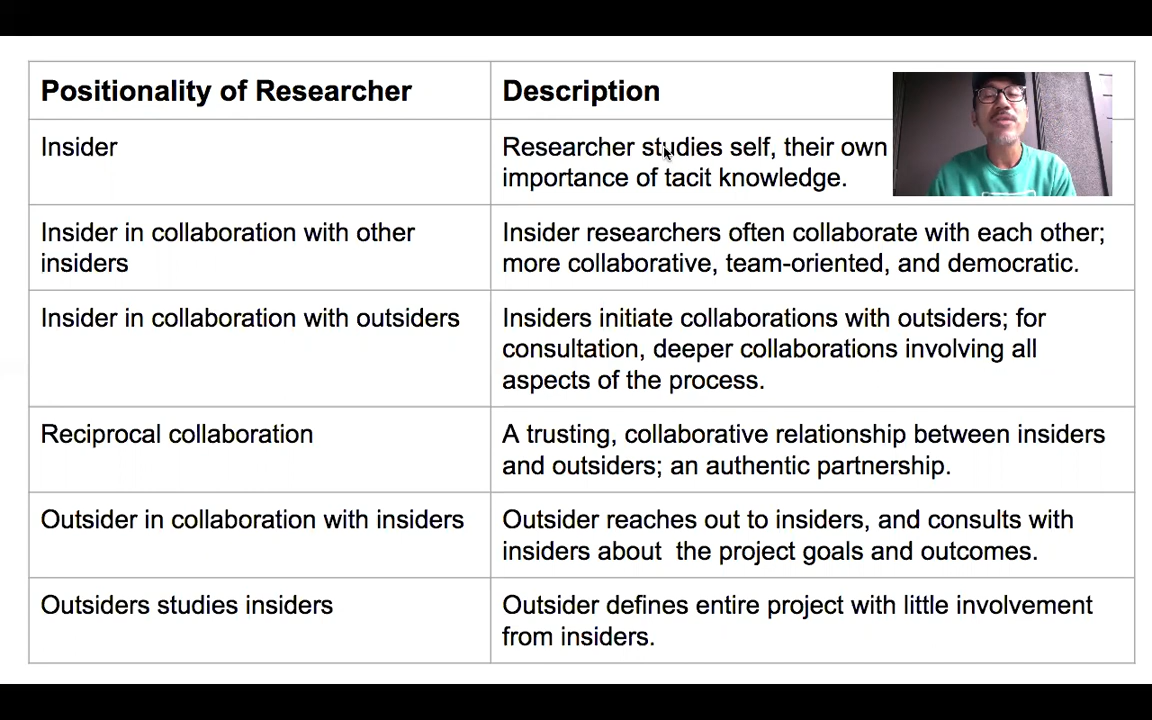 Positionality of Researcher
Description
Insider
Researcher studies self, their own
importance of tacit knowledge.
Insider in collaboration with other
insiders
Insider researchers often collaborate with each other;
more collaborative, team-oriented, and democratic.
Insider in collaboration with outsiders
Insiders initiate collaborations with outsiders; for
consultation, deeper collaborations involving all
aspects of the process.
Reciprocal collaboration
A trusting, collaborative relationship between insiders
and outsiders; an authentic partnership.
Outsider in collaboration with insiders
Outsider reaches out to insiders, and consults with
insiders about  the project goals and outcomes.
Outsiders studies insiders
Outsider defines entire project with little involvement
from insiders.